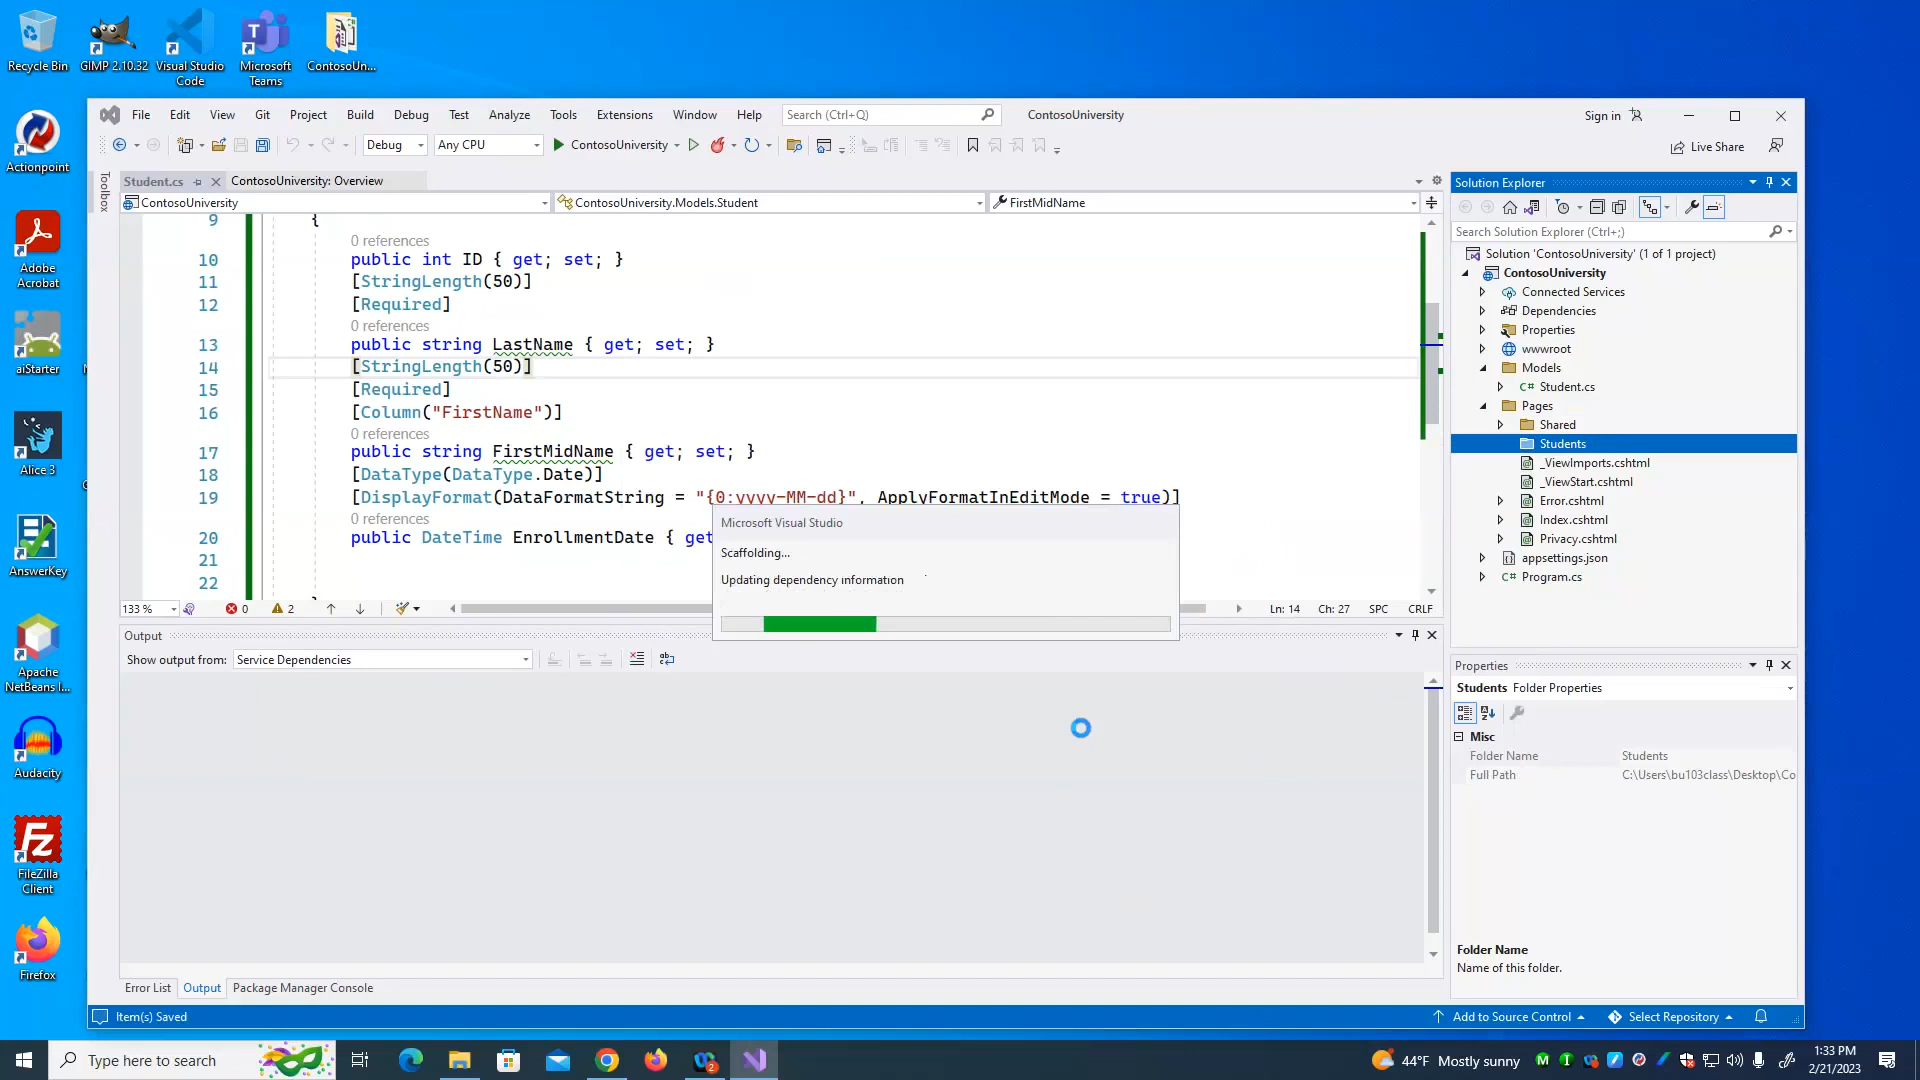 Recycle Bin
GIMP 2.10.32
Visual Studio
Code
Microsoft
Teams
ContosoUn...
Actionpoint
Adobe
Acrobat
aiStarter
Alice 3
AnswerKey
Apache
NetBeans I...
Audacity
FileZilla
Client
Firefox
File Edit View Git Project Build Debug Test Analyze Tools Extensions Window Help Search (Ctrl+Q) ContosoUniversity Sign in
Debug Any CPU ContosoUniversity Live Share
Toolbox
Student.cs ContosoUniversity: Overview
ContosoUniversity ContosoUniversity.Models.Student FirstMidName
9 {
0 references
10 public int ID { get; set; }
11 [StringLength(50)]
12 [Required]
0 references
13 public string LastName { get; set; }
14 [StringLength(50)]
15 [Required]
16 [Column("FirstName")]
0 references
17 public string FirstMidName { get; set; }
18 [DataType(DataType.Date)]
19 [DisplayFormat(DataFormatString = "{0:yyyy-MM-dd}", ApplyFormatInEditMode = true)]
0 references
20 public DateTime EnrollmentDate { get
21
22
Microsoft Visual Studio
Scaffolding...
Updating dependency information
133 % 0 2 Ln: 14 Ch: 27 SPC CRLF
Output
Show output from: Service Dependencies
Error List Output Package Manager Console
Item(s) Saved Add to Source Control Select Repository
Solution Explorer
Search Solution Explorer (Ctrl+;)
Solution 'ContosoUniversity' (1 of 1 project)
ContosoUniversity
Connected Services
Dependencies
Properties
wwwroot
Models
C# Student.cs
Pages
Shared
Students
_ViewImports.cshtml
_ViewStart.cshtml
Error.cshtml
Index.cshtml
Privacy.cshtml
appsettings.json
C# Program.cs
Properties
Students Folder Properties
Misc
Folder Name Students
Full Path C:\Users\bu103class\Desktop\Co
Folder Name
Name of this folder.
Type here to search
2
44°F Mostly sunny
1:33 PM
2/21/2023